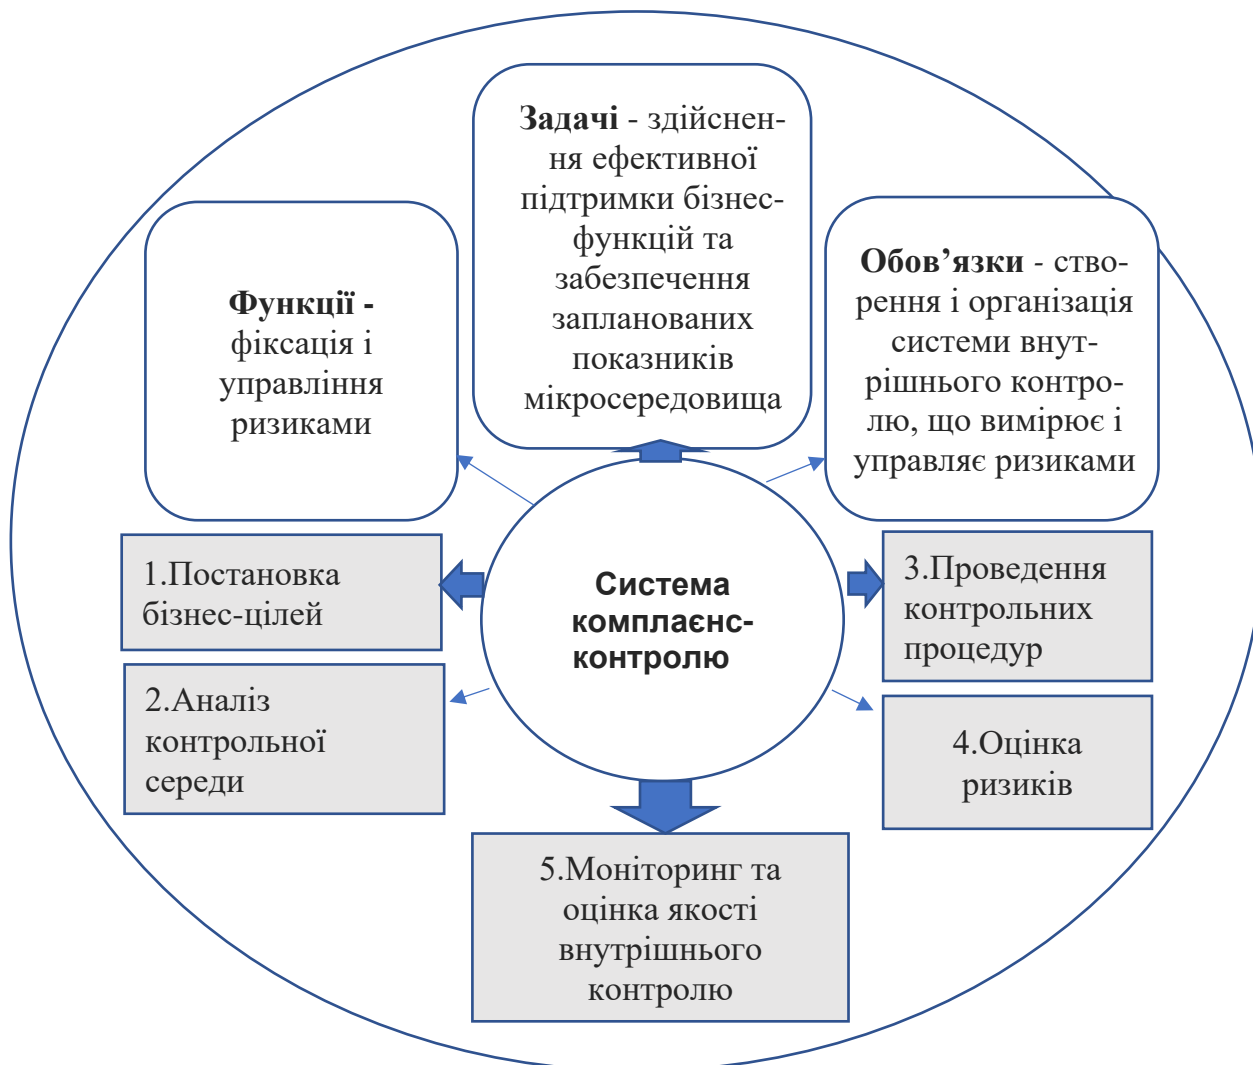 Задачі - здійснен-
ня ефективної
підтримки бізнес-
функцій та
забезпечення
запланованих
показників
мікросередовища
Функції -
фіксація і
управління
ризиками
Обов’язки - ство-
рення і організація
системи внут-
рішнього контро-
лю, що вимірює і
управляє ризиками
Система
комплаєнс-
контролю
1.Постановка
бізнес-цілей
2.Аналіз
контрольної
середи
3.Проведення
контрольних
процедур
4.Оцінка
ризиків
5.Моніторинг та
оцінка якості
внутрішнього
контролю